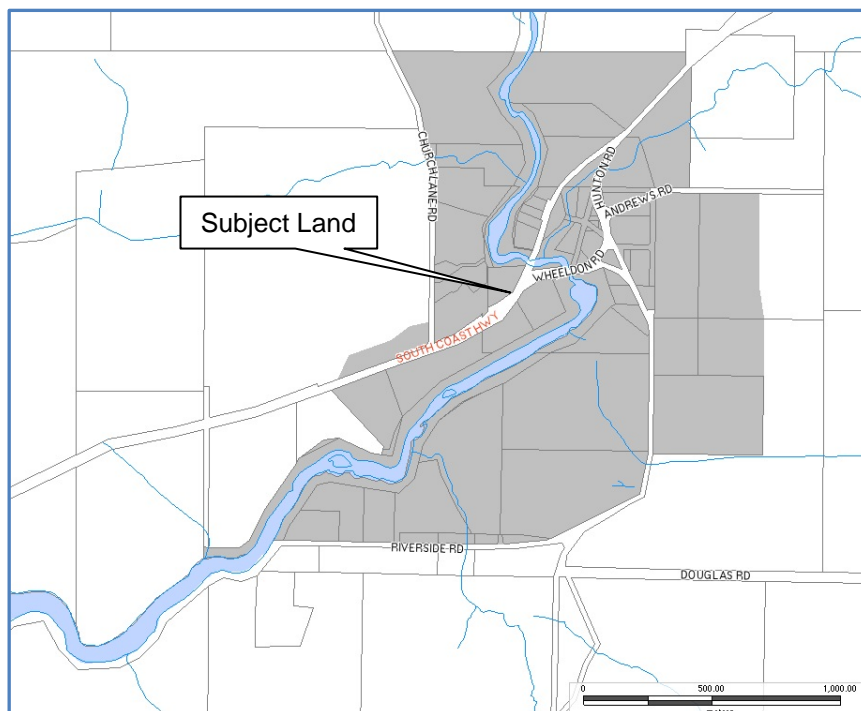 CHURCHLANE RD
HUNTON RD
ANDREWS RD
Subject Land
WHEELDON RD
SOUTH COAST HWY
RIVERSIDE RD
DOUGLAS RD
0 500.00 1,000.00
meters